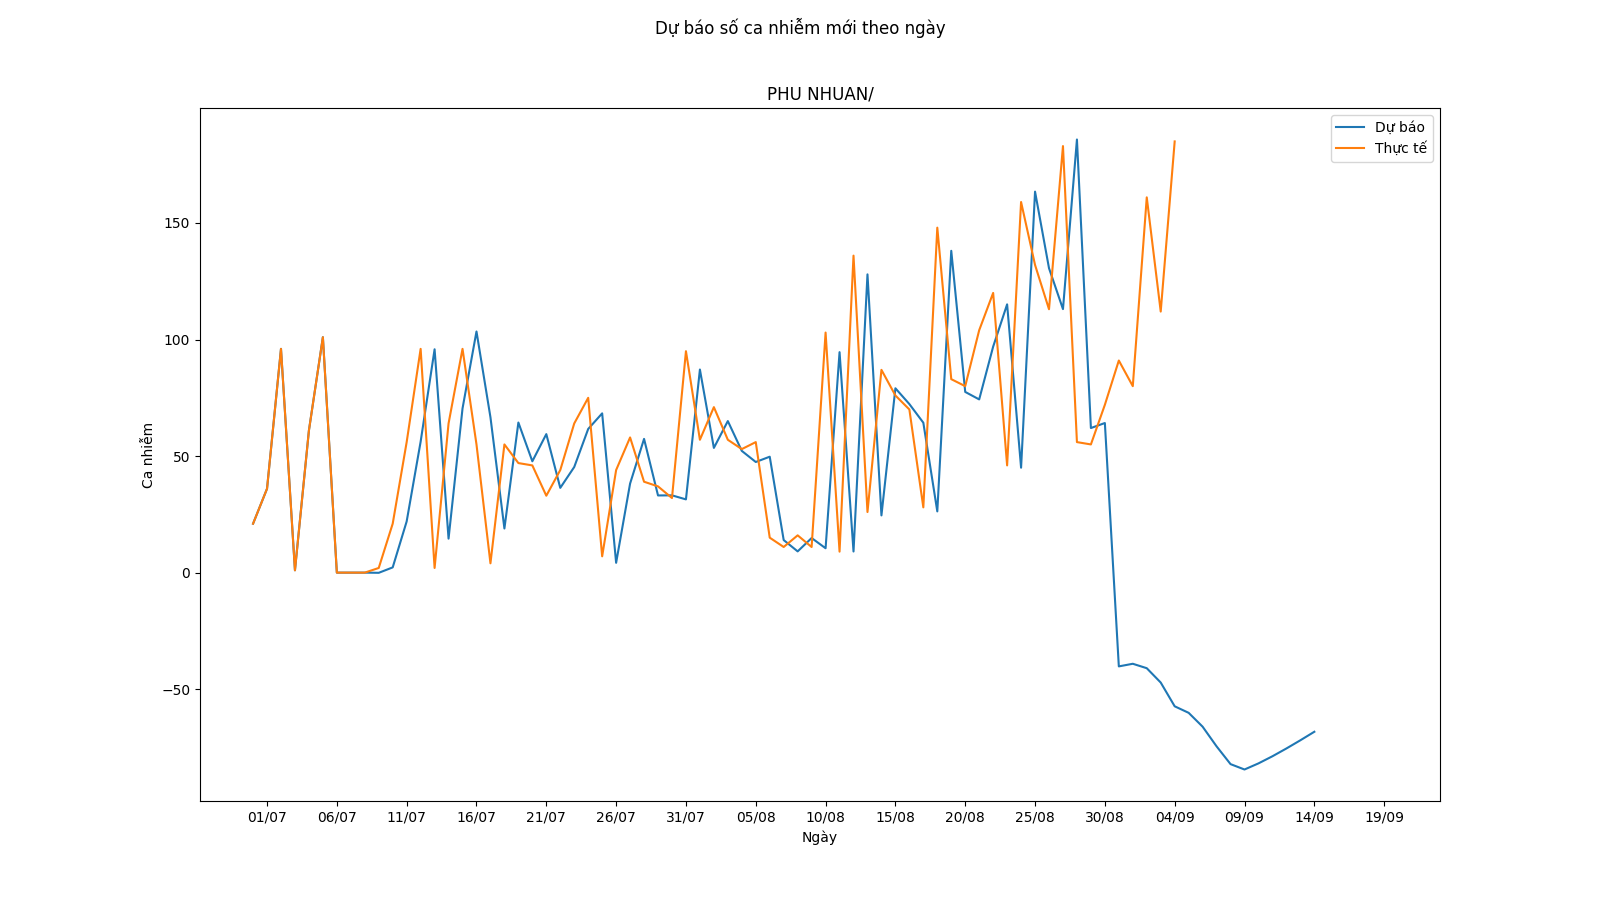 Dự báo số ca nhiễm mới theo ngày
PHU NHUAN/
Dự báo
Thực tế
150
100
50
0
−50
Ca nhiễm
01/07 06/07 11/07 16/07 21/07 26/07 31/07 05/08 10/08 15/08 20/08 25/08 30/08 04/09 09/09 14/09 19/09
Ngày